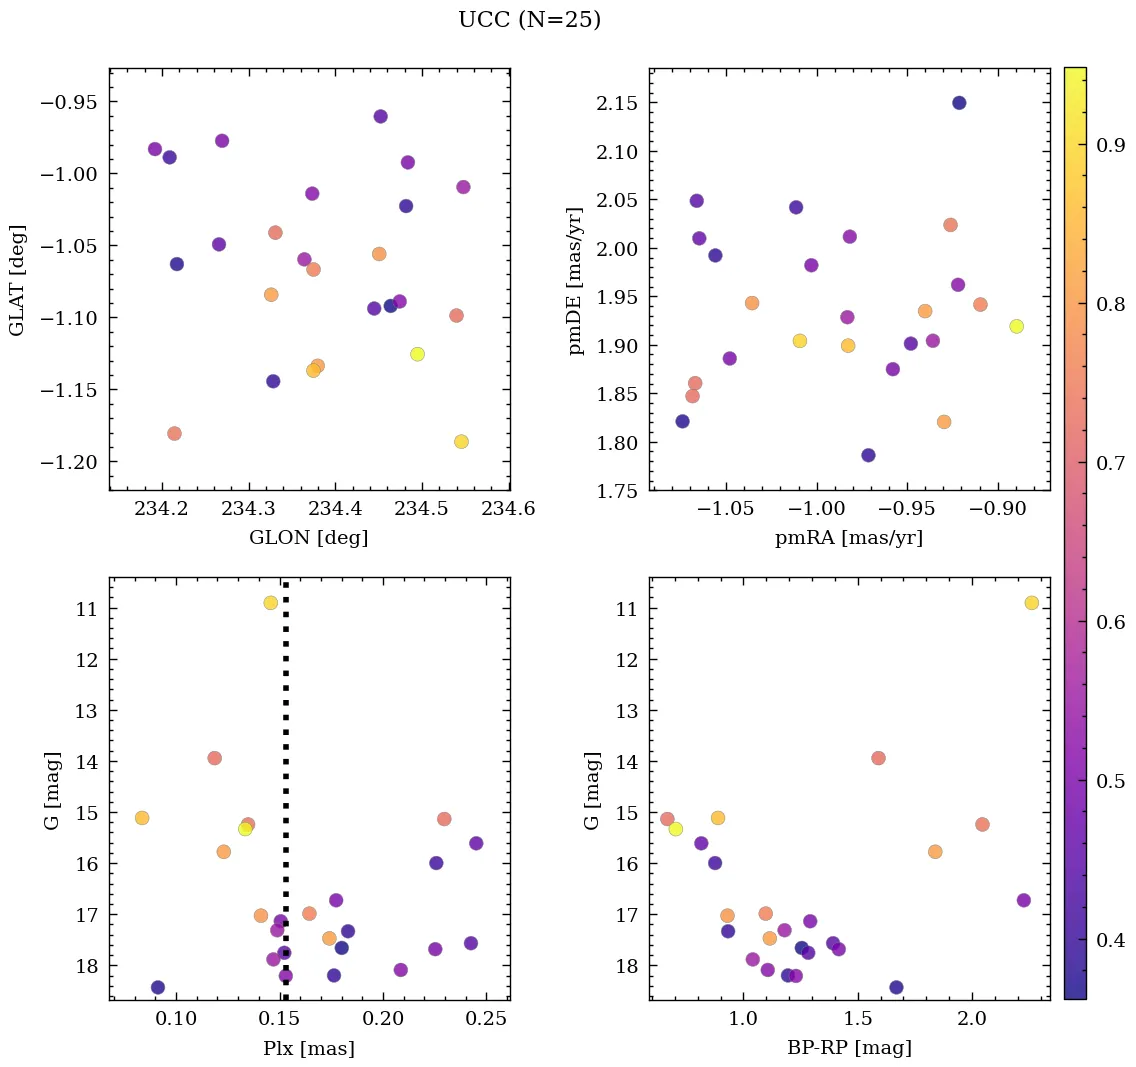 UCC (N=25)
−0.95
−1.00
−1.05
−1.10
−1.15
−1.20
GLAT [deg]
234.2 234.3 234.4 234.5 234.6
GLON [deg]
2.15
2.10
2.05
2.00
1.95
1.90
1.85
1.80
1.75
pmDE [mas/yr]
−1.05 −1.00 −0.95 −0.90
pmRA [mas/yr]
11
12
13
14
15
16
17
18
G [mag]
0.10 0.15 0.20 0.25
Plx [mas]
11
12
13
14
15
16
17
18
G [mag]
1.0 1.5 2.0
BP-RP [mag]
0.9
0.8
0.7
0.6
0.5
0.4